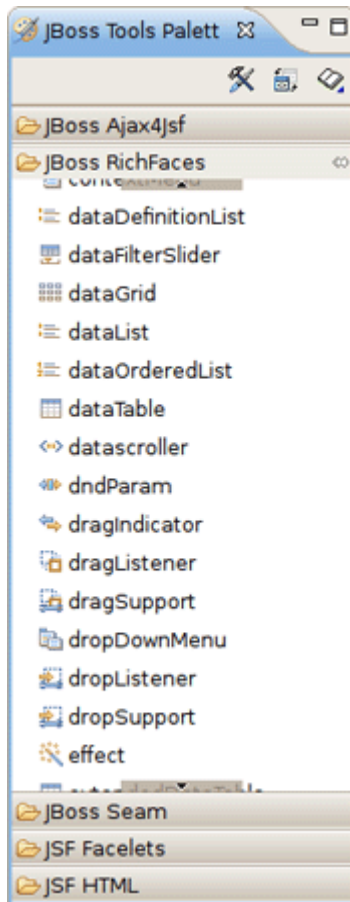 JBoss Tools Palett
JBoss Ajax4Jsf
JBoss RichFaces
dataDefinitionList
dataFilterSlider
dataGrid
dataList
dataOrderedList
dataTable
datascroller
dndParam
dragIndicator
dragListener
dragSupport
dropDownMenu
dropListener
dropSupport
effect
JBoss Seam
JSF Facelets
JSF HTML